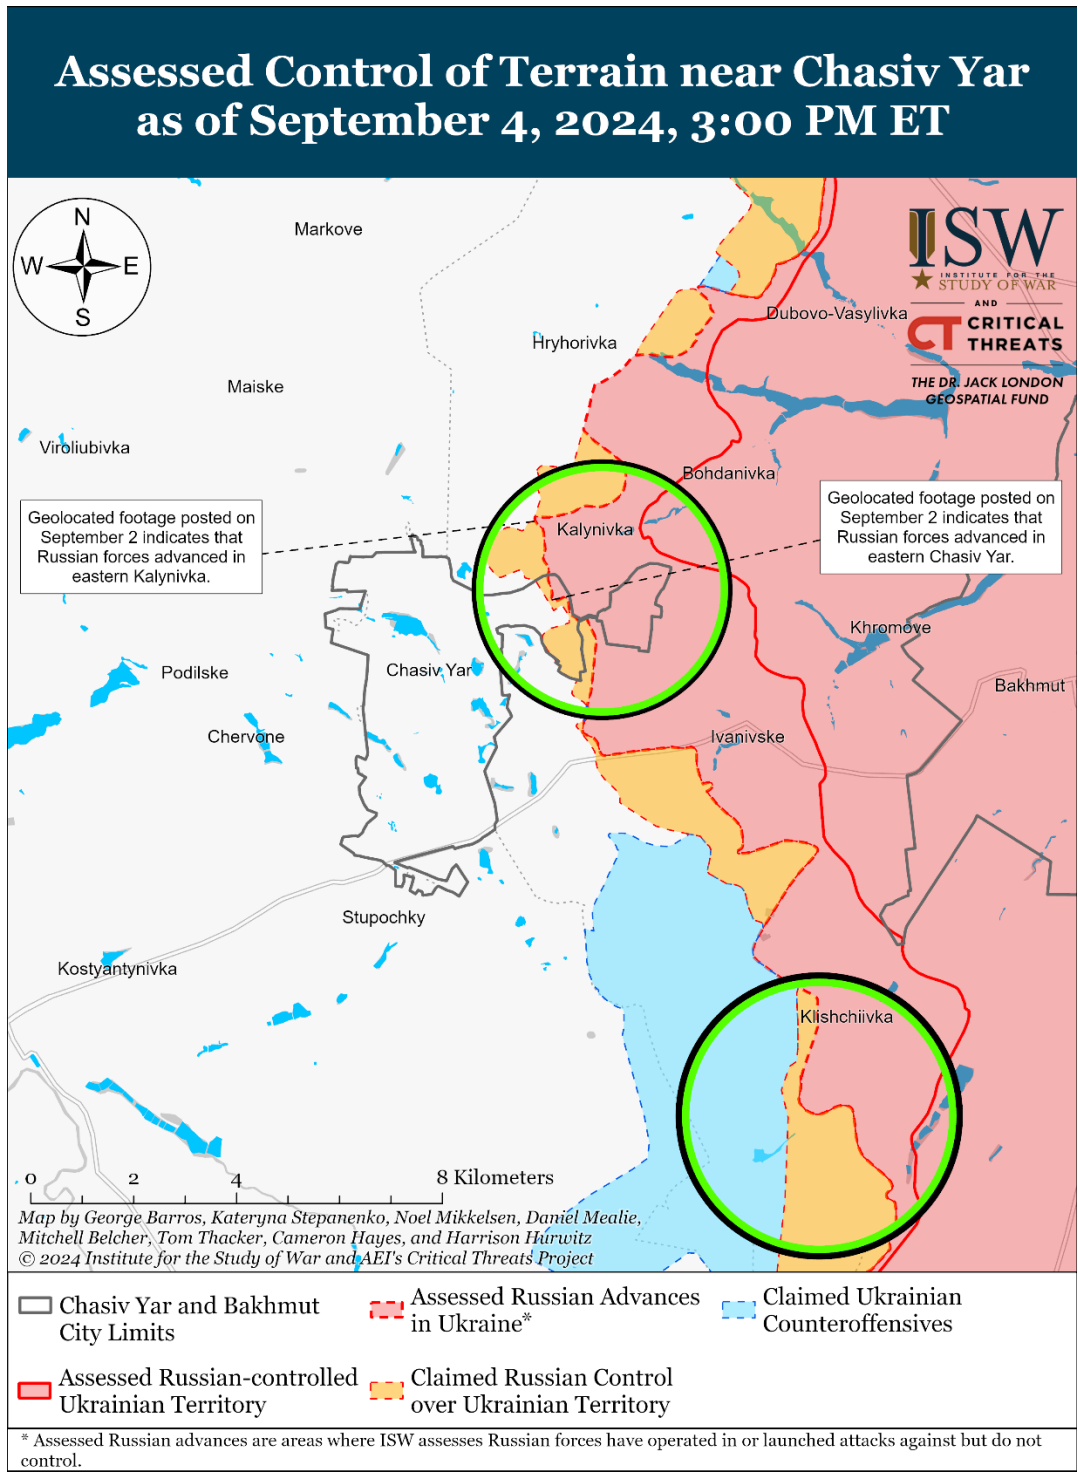 Assessed Control of Terrain near Chasiv Yar
as of September 4, 2024, 3:00 PM ET
N
W
E
S
Markove
ISW
INSTITUTE FOR THE
STUDY OF WAR
AND
CT CRITICAL
THREATS
THE DR. JACK LONDON
GEOSPATIAL FUND
Dubovo-Vasylivka
Hryhorivka
Maiske
Viroliubivka
Bohdanivka
Geolocated footage posted on
September 2 indicates that
Russian forces advanced in
eastern Kalynivka.
Kalynivka
Geolocated footage posted on
September 2 indicates that
Russian forces advanced in
eastern Chasiv Yar.
Khromove
Podilske
Chasiv Yar
Bakhmut
Chervone
Ivanivske
Stupochky
Kostyantynivka
Klishchiivka
0 2 4 8 Kilometers
Map by George Barros, Kateryna Stepanenko, Noel Mikkelsen, Daniel Mealie,
Mitchell Belcher, Tom Thacker, Cameron Hayes, and Harrison Hurwitz
© 2024 Institute for the Study of War and AEI's Critical Threats Project
Chasiv Yar and Bakhmut
City Limits
Assessed Russian Advances
in Ukraine*
Claimed Ukrainian
Counteroffensives
Assessed Russian-controlled
Ukrainian Territory
Claimed Russian Control
over Ukrainian Territory
* Assessed Russian advances are areas where ISW assesses Russian forces have operated in or launched attacks against but do not
control.